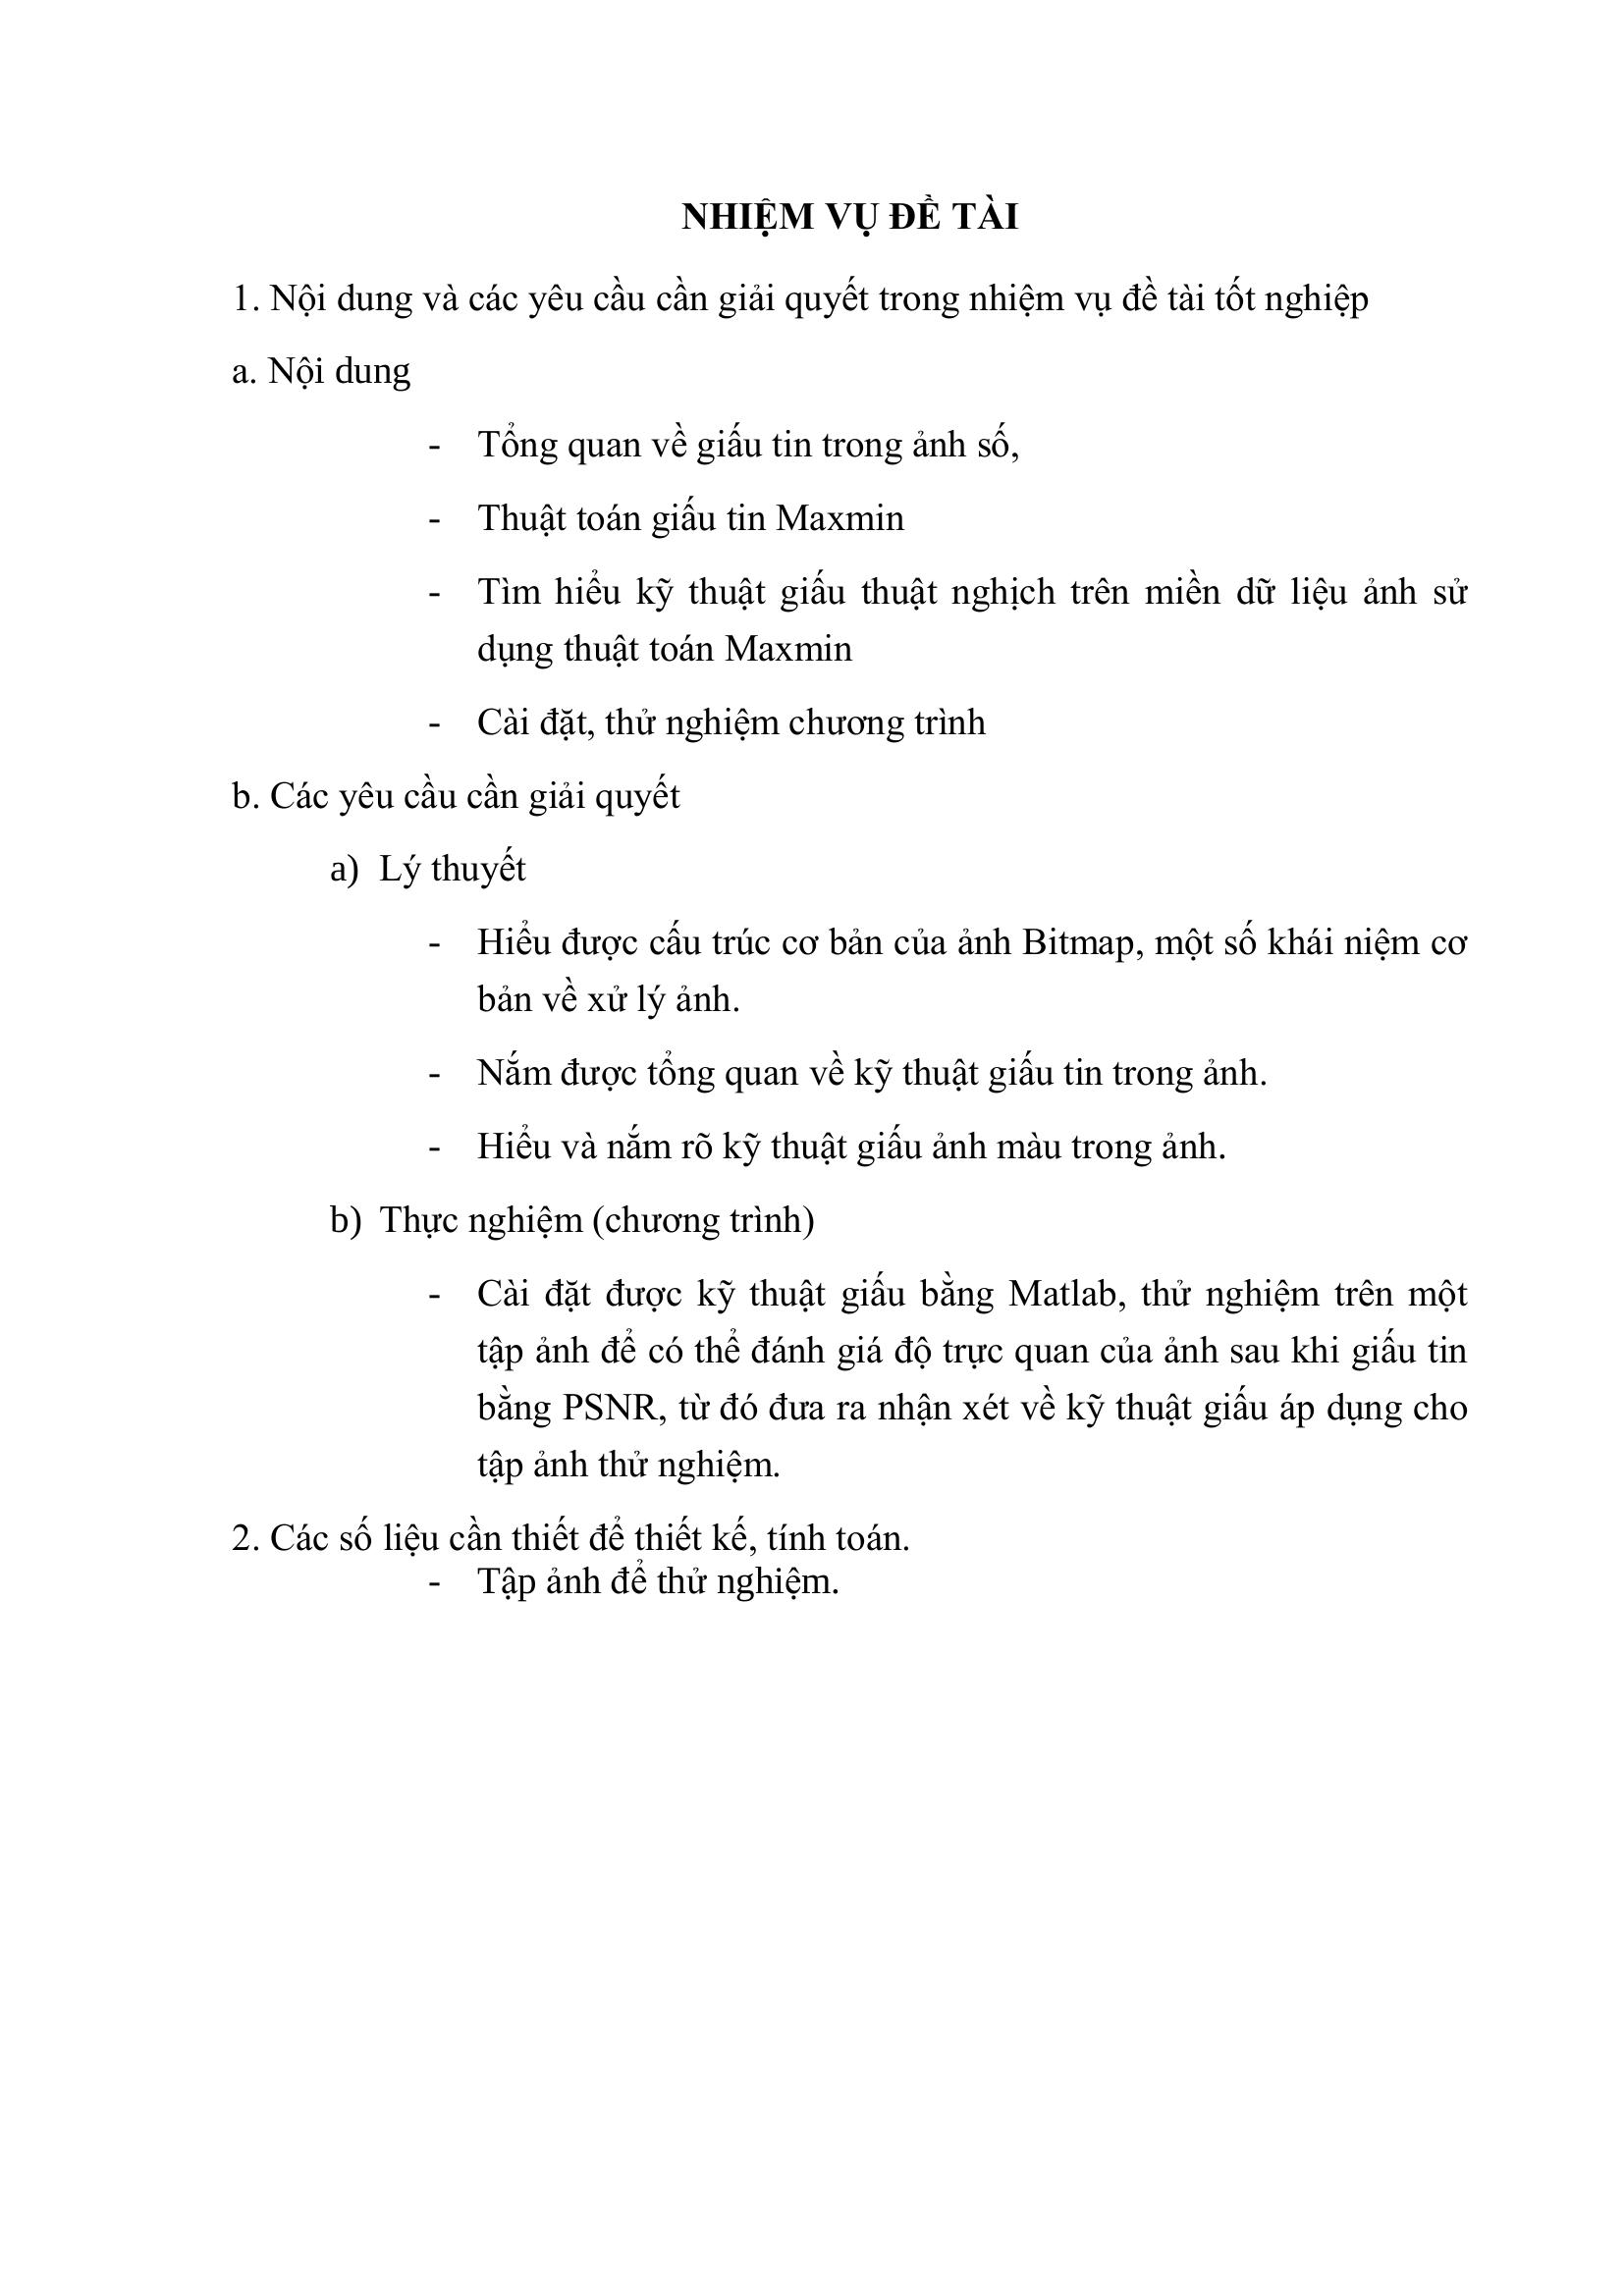 NHIỆM VỤ ĐỀ TÀI
1. Nội dung và các yêu cầu cần giải quyết trong nhiệm vụ đề tài tốt nghiệp
a. Nội dung
- Tổng quan về giấu tin trong ảnh số,
- Thuật toán giấu tin Maxmin
- Tìm hiểu kỹ thuật giấu thuật nghịch trên miền dữ liệu ảnh sử
dụng thuật toán Maxmin
- Cài đặt, thử nghiệm chương trình
b. Các yêu cầu cần giải quyết
a) Lý thuyết
- Hiểu được cấu trúc cơ bản của ảnh Bitmap, một số khái niệm cơ
bản về xử lý ảnh.
- Nắm được tổng quan về kỹ thuật giấu tin trong ảnh.
- Hiểu và nắm rõ kỹ thuật giấu ảnh màu trong ảnh.
b) Thực nghiệm (chương trình)
- Cài đặt được kỹ thuật giấu bằng Matlab, thử nghiệm trên một
tập ảnh để có thể đánh giá độ trực quan của ảnh sau khi giấu tin
bằng PSNR, từ đó đưa ra nhận xét về kỹ thuật giấu áp dụng cho
tập ảnh thử nghiệm.
2. Các số liệu cần thiết để thiết kế, tính toán.
- Tập ảnh để thử nghiệm.